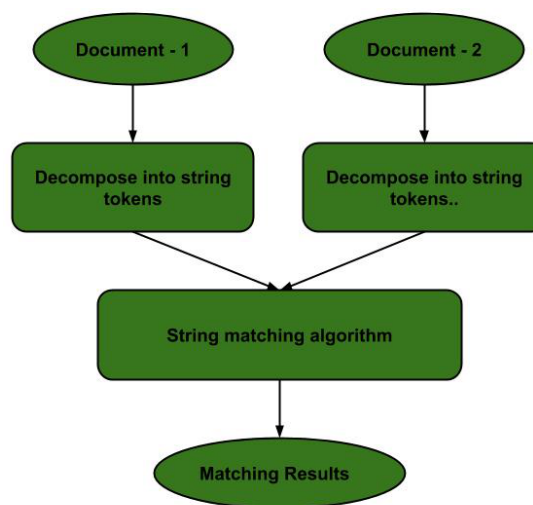 Document - 1
Document - 2
Decompose into string
tokens
Decompose into string
tokens..
String matching algorithm
Matching Results